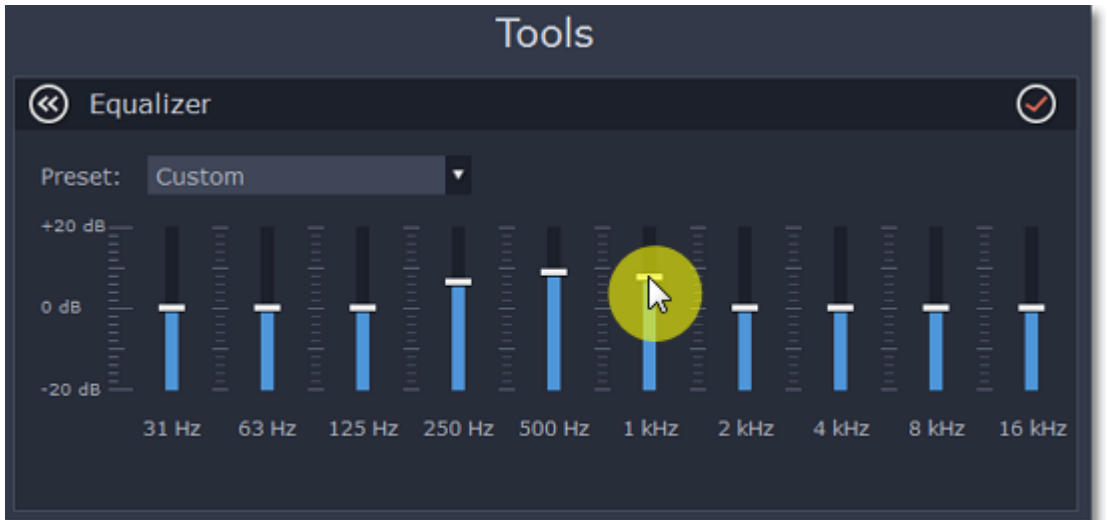 Tools
Equalizer
Preset: Custom
+20 dB
0 dB
-20 dB
31 Hz 63 Hz 125 Hz 250 Hz 500 Hz 1 kHz 2 kHz 4 kHz 8 kHz 16 kHz